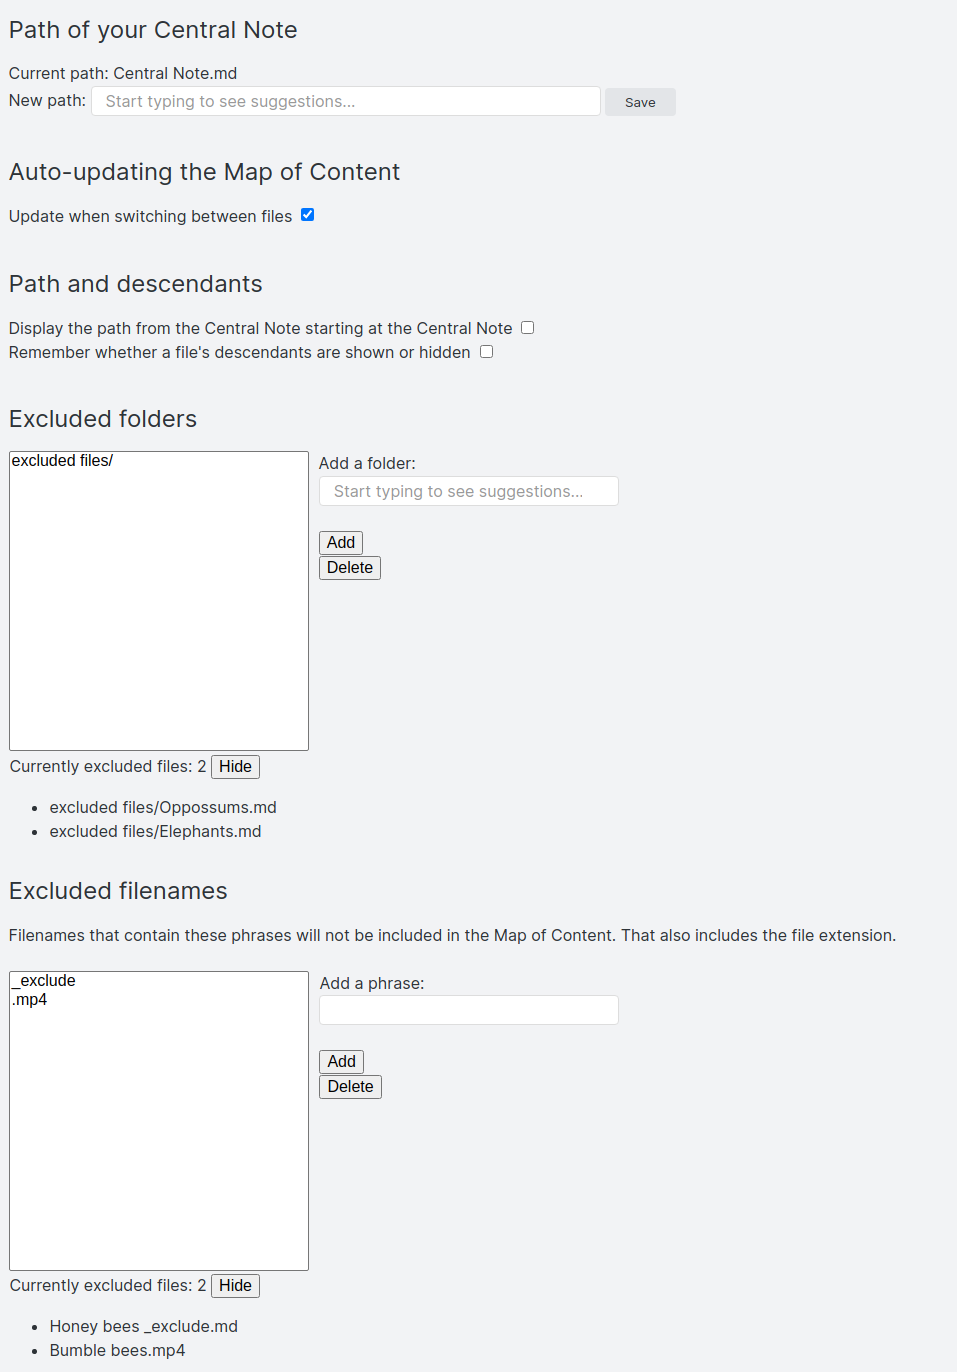 Path of your Central Note
Current path: Central Note.md
New path: Start typing to see suggestions... Save
Auto-updating the Map of Content
Update when switching between files
Path and descendants
Display the path from the Central Note starting at the Central Note
Remember whether a file's descendants are shown or hidden
Excluded folders
excluded files/
Add a folder:
Start typing to see suggestions...
Add
Delete
Currently excluded files: 2 Hide
• excluded files/Oppossums.md
• excluded files/Elephants.md
Excluded filenames
Filenames that contain these phrases will not be included in the Map of Content. That also includes the file extension.
_exclude
.mp4
Add a phrase:
Add
Delete
Currently excluded files: 2 Hide
• Honey bees _exclude.md
• Bumble bees.mp4